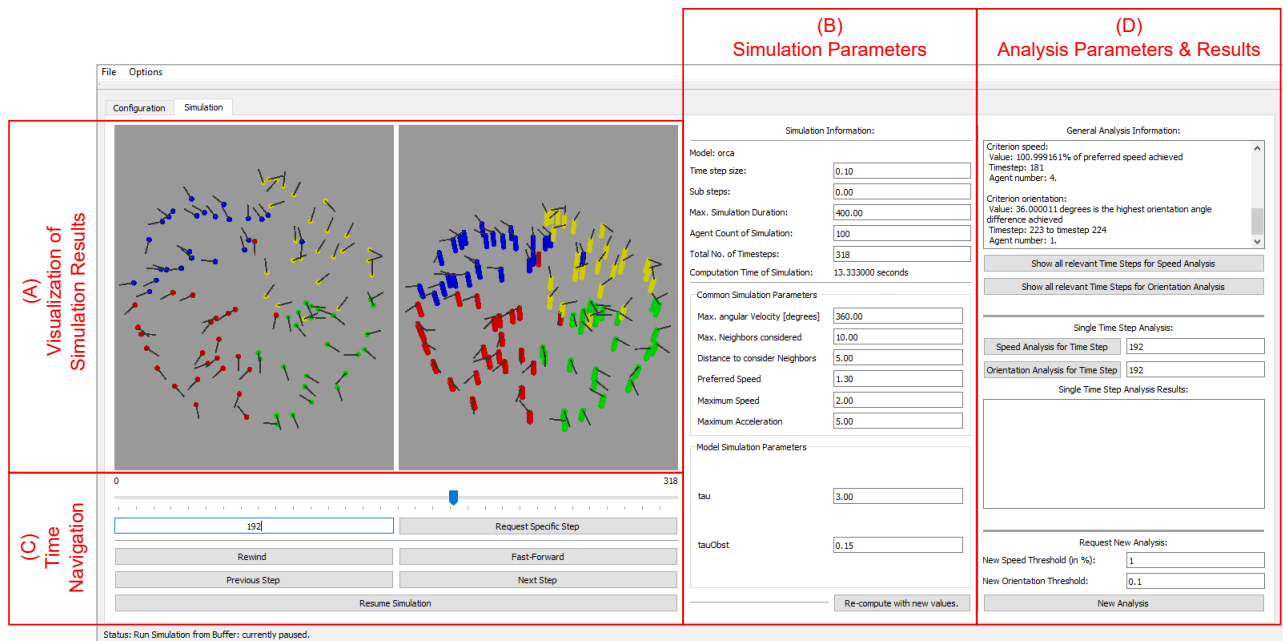 (B)
Simulation Parameters
(D)
Analysis Parameters & Results
File Options
Configuration Simulation
(A)
Visualization of
Simulation Results
Simulation Information:
Model: orca
Time step size: 0.10
Sub steps: 0.00
Max. Simulation Duration: 400.00
Agent Count of Simulation: 100
Total No. of Timesteps: 318
Computation Time of Simulation: 13.333000 seconds
Common Simulation Parameters
Max. angular Velocity [degrees] 360.00
Max. Neighbors considered 10.00
Distance to consider Neighbors 5.00
Preferred Speed 1.30
Maximum Speed 2.00
Maximum Acceleration 5.00
Model Simulation Parameters
tau 3.00
tauObst 0.15
Re-compute with new values.
General Analysis Information:
Criterion speed:
Value: 100.999161% of preferred speed achieved
Timestep: 181
Agent number: 4.
Criterion orientation:
Value: 36.000011 degrees is the highest orientation angle
difference achieved
Timestep: 223 to timestep 224
Agent number: 1.
Show all relevant Time Steps for Speed Analysis
Show all relevant Time Steps for Orientation Analysis
Single Time Step Analysis:
Speed Analysis for Time Step 192
Orientation Analysis for Time Step 192
Single Time Step Analysis Results:
Request New Analysis:
New Speed Threshold (in %): 1
New Orientation Threshold: 0.1
New Analysis
(C)
Time
Navigation
0 318
192 Request Specific Step
Rewind Fast-Forward
Previous Step Next Step
Resume Simulation
Status: Run Simulation from Buffer: currently paused.